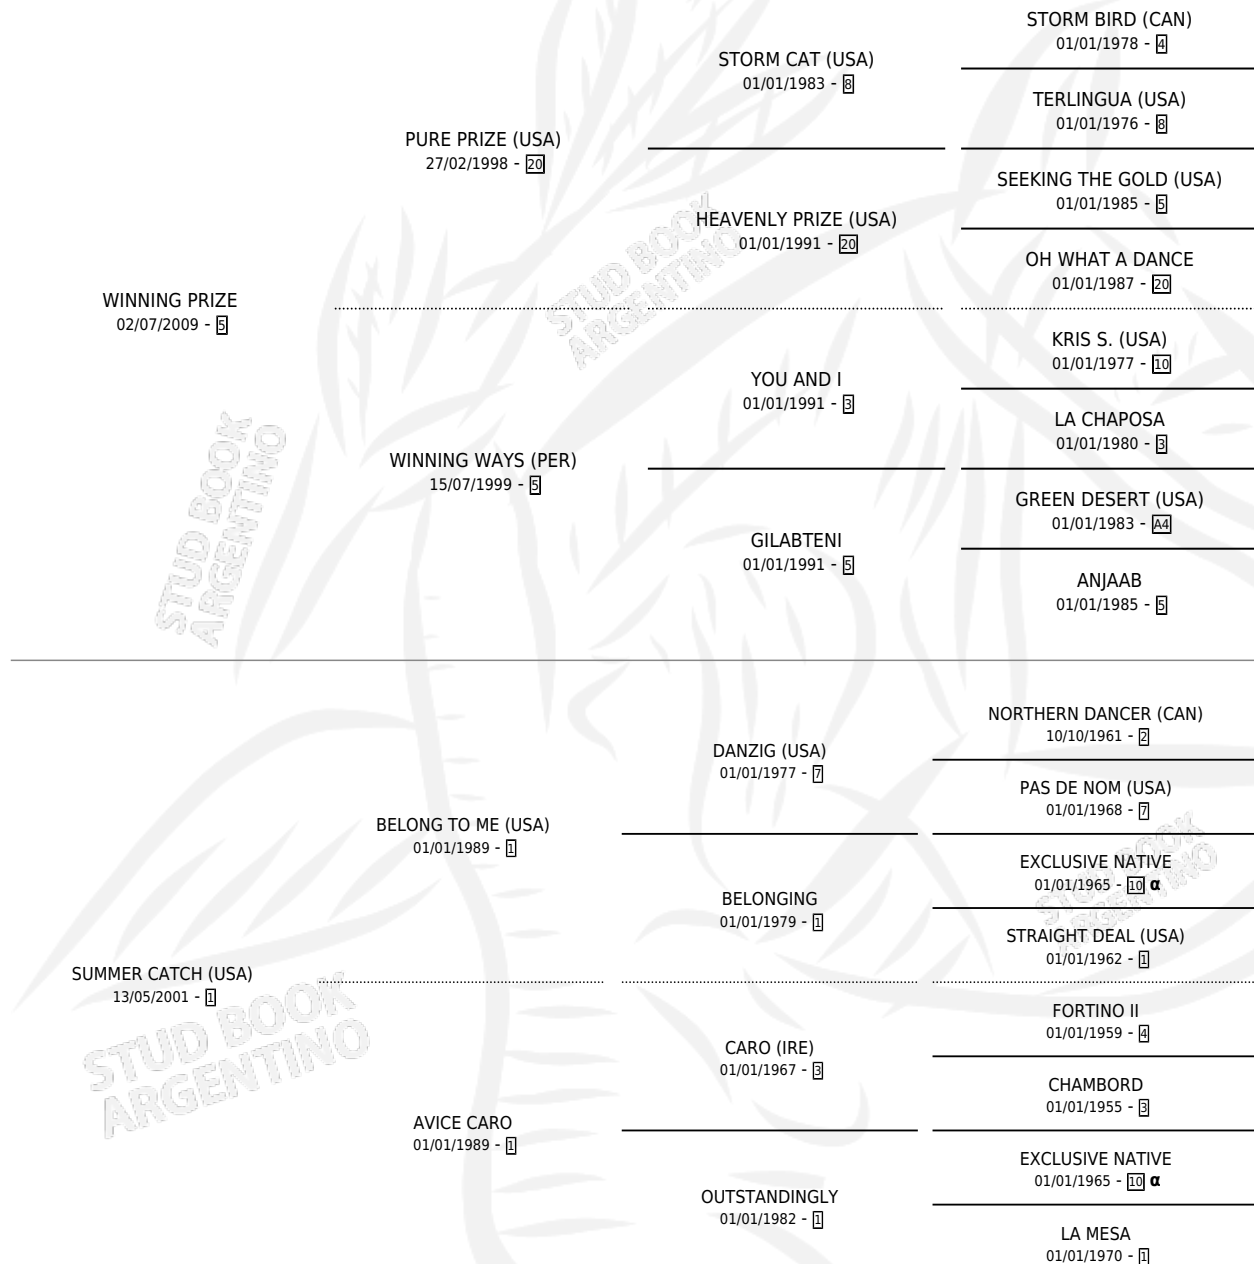 STORM BIRD (CAN)
01/01/1978 - 4
STORM CAT (USA)
01/01/1983 - 8
TERLINGUA (USA)
01/01/1976 - 8
PURE PRIZE (USA)
27/02/1998 - 20
SEEKING THE GOLD (USA)
01/01/1985 - 5
HEAVENLY PRIZE (USA)
01/01/1991 - 20
OH WHAT A DANCE
01/01/1987 - 20
WINNING PRIZE
02/07/2009 - 5
KRIS S. (USA)
01/01/1977 - 10
YOU AND I
01/01/1991 - 3
LA CHAPOSA
01/01/1980 - 3
WINNING WAYS (PER)
15/07/1999 - 5
GREEN DESERT (USA)
01/01/1983 - A4
GILABTENI
01/01/1991 - 5
ANJAAB
01/01/1985 - 5
STUD BOOK
ARGENTINO
STUD BOOK
ARGENTINO
NORTHERN DANCER (CAN)
10/10/1961 - 2
DANZIG (USA)
01/01/1977 - 7
PAS DE NOM (USA)
01/01/1968 - 7
BELONG TO ME (USA)
01/01/1989 - 1
EXCLUSIVE NATIVE
01/01/1965 - 10 α
BELONGING
01/01/1979 - 1
STRAIGHT DEAL (USA)
01/01/1962 - 1
SUMMER CATCH (USA)
13/05/2001 - 1
FORTINO II
01/01/1959 - 4
CARO (IRE)
01/01/1967 - 3
CHAMBORD
01/01/1955 - 3
AVICE CARO
01/01/1989 - 1
EXCLUSIVE NATIVE
01/01/1965 - 10 α
OUTSTANDINGLY
01/01/1982 - 1
LA MESA
01/01/1970 - 1
STUD BOOK
ARGENTINO
STUD BOOK
ARGENTINO